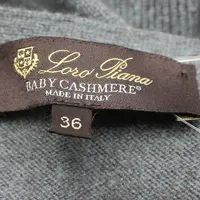 Loro Piana
BABY CASHMERE®
MADE IN ITALY
36